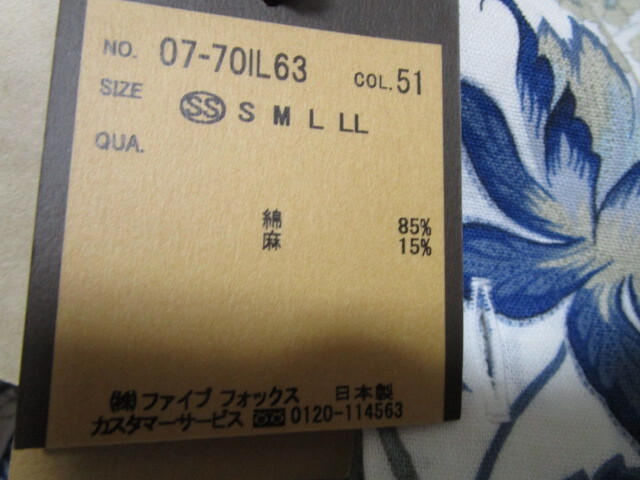 NO. 07-70IL63 COL.51
SIZE SS S M L LL
QUA.
綿 85%
麻 15%
㈱ファイブ フォックス 日本製
カスタマーサービス 0120-114563